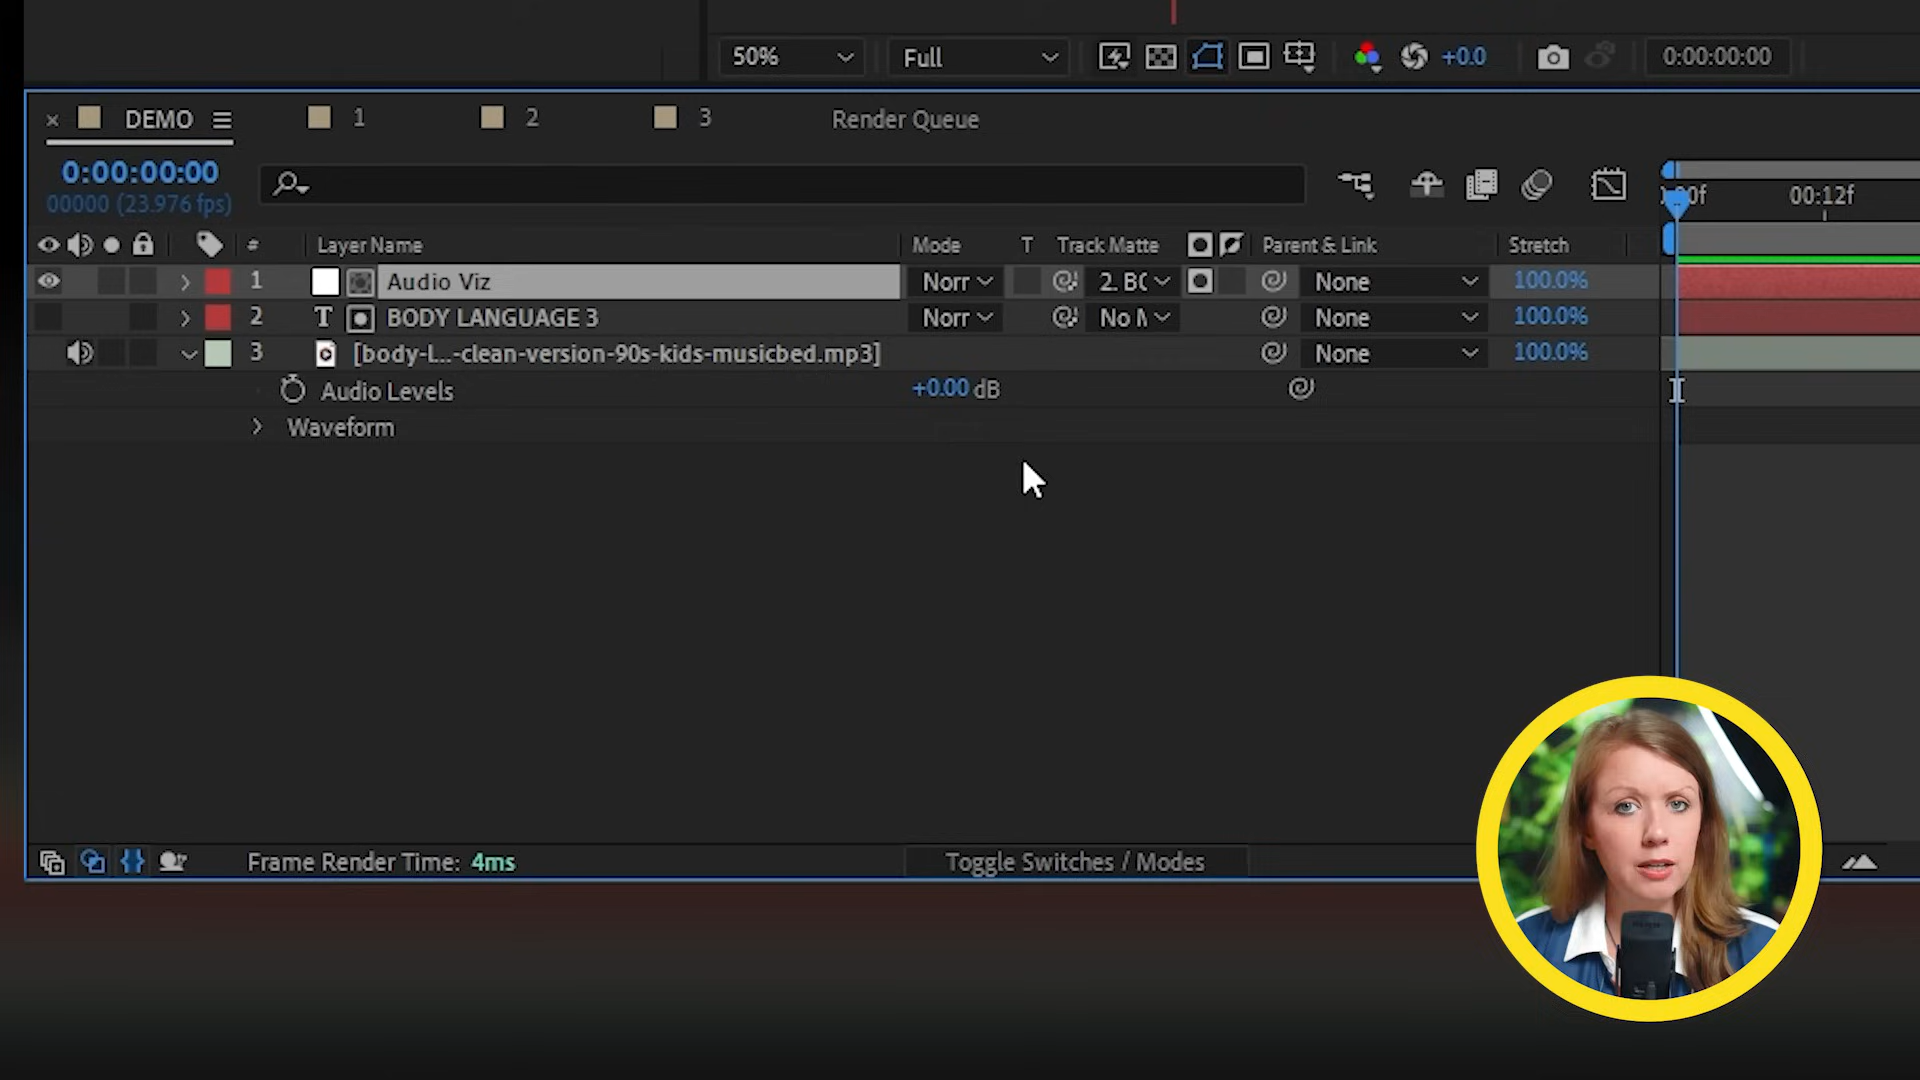 50% Full +0.0 0:00:00:00
DEMO 1 2 3 Render Queue
0:00:00:00
00000 (23.976 fps)
00:12f
# Layer Name Mode T Track Matte Parent & Link Stretch
1 Audio Viz Norr 2. BC None 100.0%
2 T BODY LANGUAGE 3 Norr No M None 100.0%
3 [body-L...-clean-version-90s-kids-musicbed.mp3] None 100.0%
Audio Levels +0.00 dB
Waveform
Frame Render Time: 4ms Toggle Switches / Modes